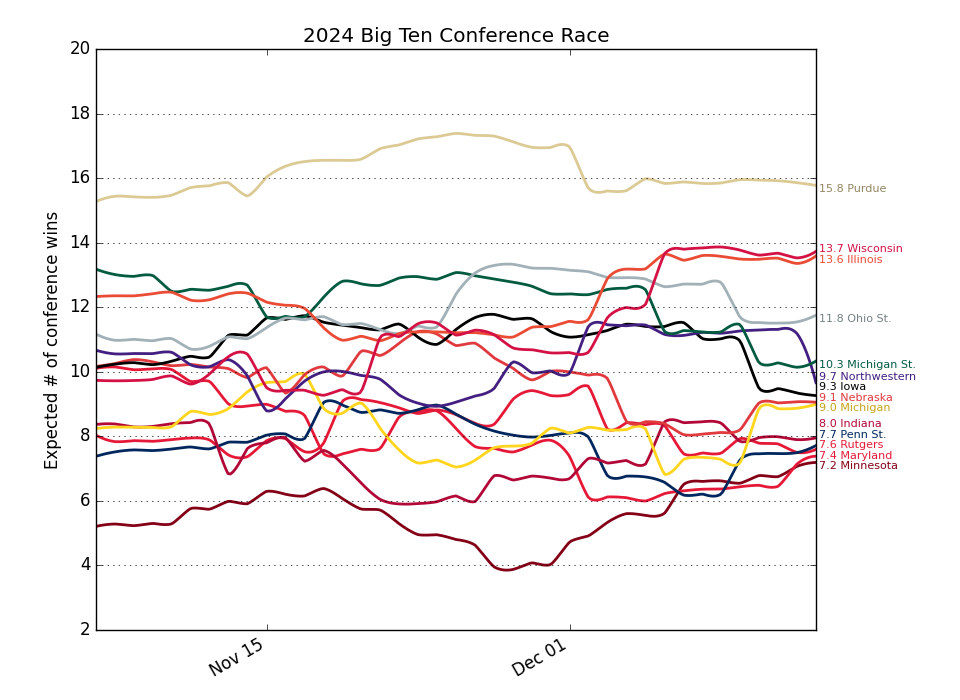 2024 Big Ten Conference Race
Expected # of conference wins
20
18
16
14
12
10
8
6
4
2
Nov 15
Dec 01
15.8 Purdue
13.7 Wisconsin
13.6 Illinois
11.8 Ohio St.
10.3 Michigan St.
9.7 Northwestern
9.3 Iowa
9.1 Nebraska
9.0 Michigan
8.0 Indiana
7.7 Penn St.
7.6 Rutgers
7.4 Maryland
7.2 Minnesota